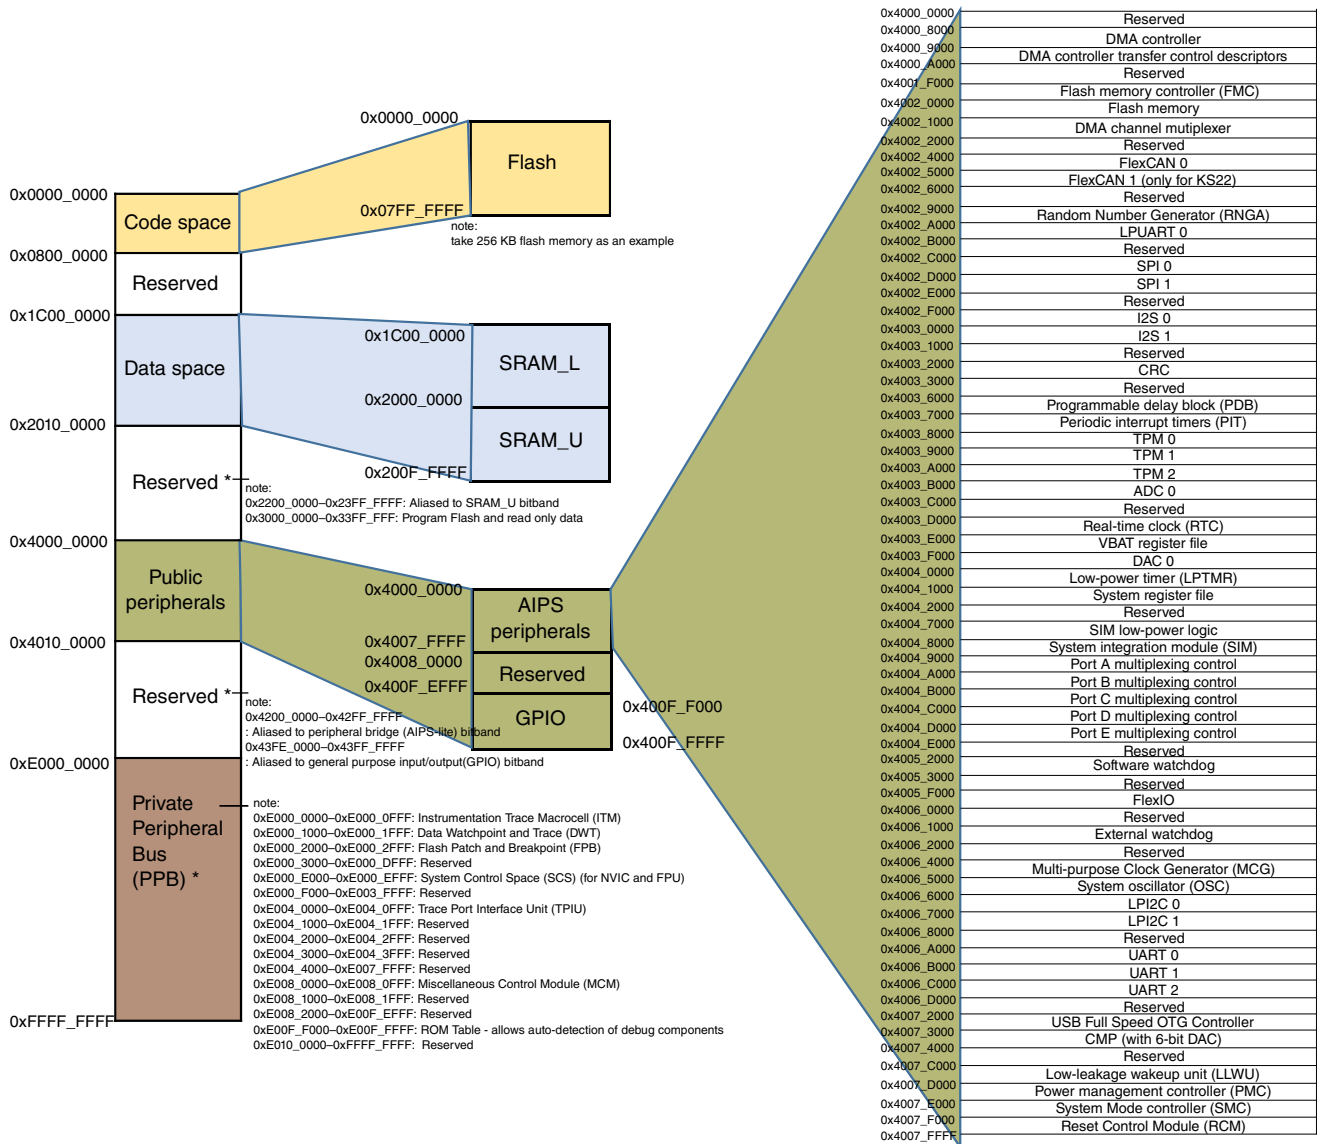 0x0000_0000
Code space
0x0800_0000
Reserved
0x1C00_0000
Data space
0x2010_0000
Reserved *
0x4000_0000
Public
peripherals
0x4010_0000
Reserved *
0xE000_0000
Private
Peripheral
Bus
(PPB) *
0xFFFF_FFFF
0x0000_0000
Flash
0x07FF_FFFF
note:
take 256 KB flash memory as an example
0x1C00_0000
SRAM_L
0x2000_0000
SRAM_U
0x200F_FFFF
note:
0x2200_0000–0x23FF_FFFF: Aliased to SRAM_U bitband
0x3000_0000–0x33FF_FFF: Program Flash and read only data
0x4000_0000
AIPS
peripherals
0x4007_FFFF
0x4008_0000
Reserved
0x400F_EFFF
GPIO
0x400F_F000
0x400F_FFFF
note:
0x4200_0000–0x42FF_FFFF
: Aliased to peripheral bridge (AIPS-lite) bitband
0x43FE_0000–0x43FF_FFFF
: Aliased to general purpose input/output(GPIO) bitband
note:
0xE000_0000–0xE000_0FFF: Instrumentation Trace Macrocell (ITM)
0xE000_1000–0xE000_1FFF: Data Watchpoint and Trace (DWT)
0xE000_2000–0xE000_2FFF: Flash Patch and Breakpoint (FPB)
0xE000_3000–0xE000_DFFF: Reserved
0xE000_E000–0xE000_EFFF: System Control Space (SCS) (for NVIC and FPU)
0xE000_F000–0xE003_FFFF: Reserved
0xE004_0000–0xE004_0FFF: Trace Port Interface Unit (TPIU)
0xE004_1000–0xE004_1FFF: Reserved
0xE004_2000–0xE004_2FFF: Reserved
0xE004_3000–0xE004_3FFF: Reserved
0xE004_4000–0xE007_FFFF: Reserved
0xE008_0000–0xE008_0FFF: Miscellaneous Control Module (MCM)
0xE008_1000–0xE008_1FFF: Reserved
0xE008_2000–0xE00F_EFFF: Reserved
0xE00F_F000–0xE00F_FFFF: ROM Table - allows auto-detection of debug components
0xE010_0000–0xFFFF_FFFF: Reserved
0x4000_0000
Reserved
0x4000_8000
DMA controller
0x4000_9000
DMA controller transfer control descriptors
0x4000_A000
Reserved
0x4001_F000
Flash memory controller (FMC)
0x4002_0000
Flash memory
0x4002_1000
DMA channel mutiplexer
0x4002_2000
Reserved
0x4002_4000
FlexCAN 0
0x4002_5000
FlexCAN 1 (only for KS22)
0x4002_6000
Reserved
0x4002_9000
Random Number Generator (RNGA)
0x4002_A000
LPUART 0
0x4002_B000
Reserved
0x4002_C000
SPI 0
0x4002_D000
SPI 1
0x4002_E000
Reserved
0x4002_F000
I2S 0
0x4003_0000
I2S 1
0x4003_1000
Reserved
0x4003_2000
CRC
0x4003_3000
Reserved
0x4003_6000
Programmable delay block (PDB)
0x4003_7000
Periodic interrupt timers (PIT)
0x4003_8000
TPM 0
0x4003_9000
TPM 1
0x4003_A000
TPM 2
0x4003_B000
ADC 0
0x4003_C000
Reserved
0x4003_D000
Real-time clock (RTC)
0x4003_E000
VBAT register file
0x4003_F000
DAC 0
0x4004_0000
Low-power timer (LPTMR)
0x4004_1000
System register file
0x4004_2000
Reserved
0x4004_7000
SIM low-power logic
0x4004_8000
System integration module (SIM)
0x4004_9000
Port A multiplexing control
0x4004_A000
Port B multiplexing control
0x4004_B000
Port C multiplexing control
0x4004_C000
Port D multiplexing control
0x4004_D000
Port E multiplexing control
0x4004_E000
Reserved
0x4005_2000
Software watchdog
0x4005_3000
Reserved
0x4005_F000
FlexIO
0x4006_0000
Reserved
0x4006_1000
External watchdog
0x4006_2000
Reserved
0x4006_4000
Multi-purpose Clock Generator (MCG)
0x4006_5000
System oscillator (OSC)
0x4006_6000
LPI2C 0
0x4006_7000
LPI2C 1
0x4006_8000
Reserved
0x4006_A000
UART 0
0x4006_B000
UART 1
0x4006_C000
UART 2
0x4006_D000
Reserved
0x4007_2000
USB Full Speed OTG Controller
0x4007_3000
CMP (with 6-bit DAC)
0x4007_4000
Reserved
0x4007_C000
Low-leakage wakeup unit (LLWU)
0x4007_D000
Power management controller (PMC)
0x4007_E000
System Mode controller (SMC)
0x4007_F000
Reset Control Module (RCM)
0x4007_FFFF